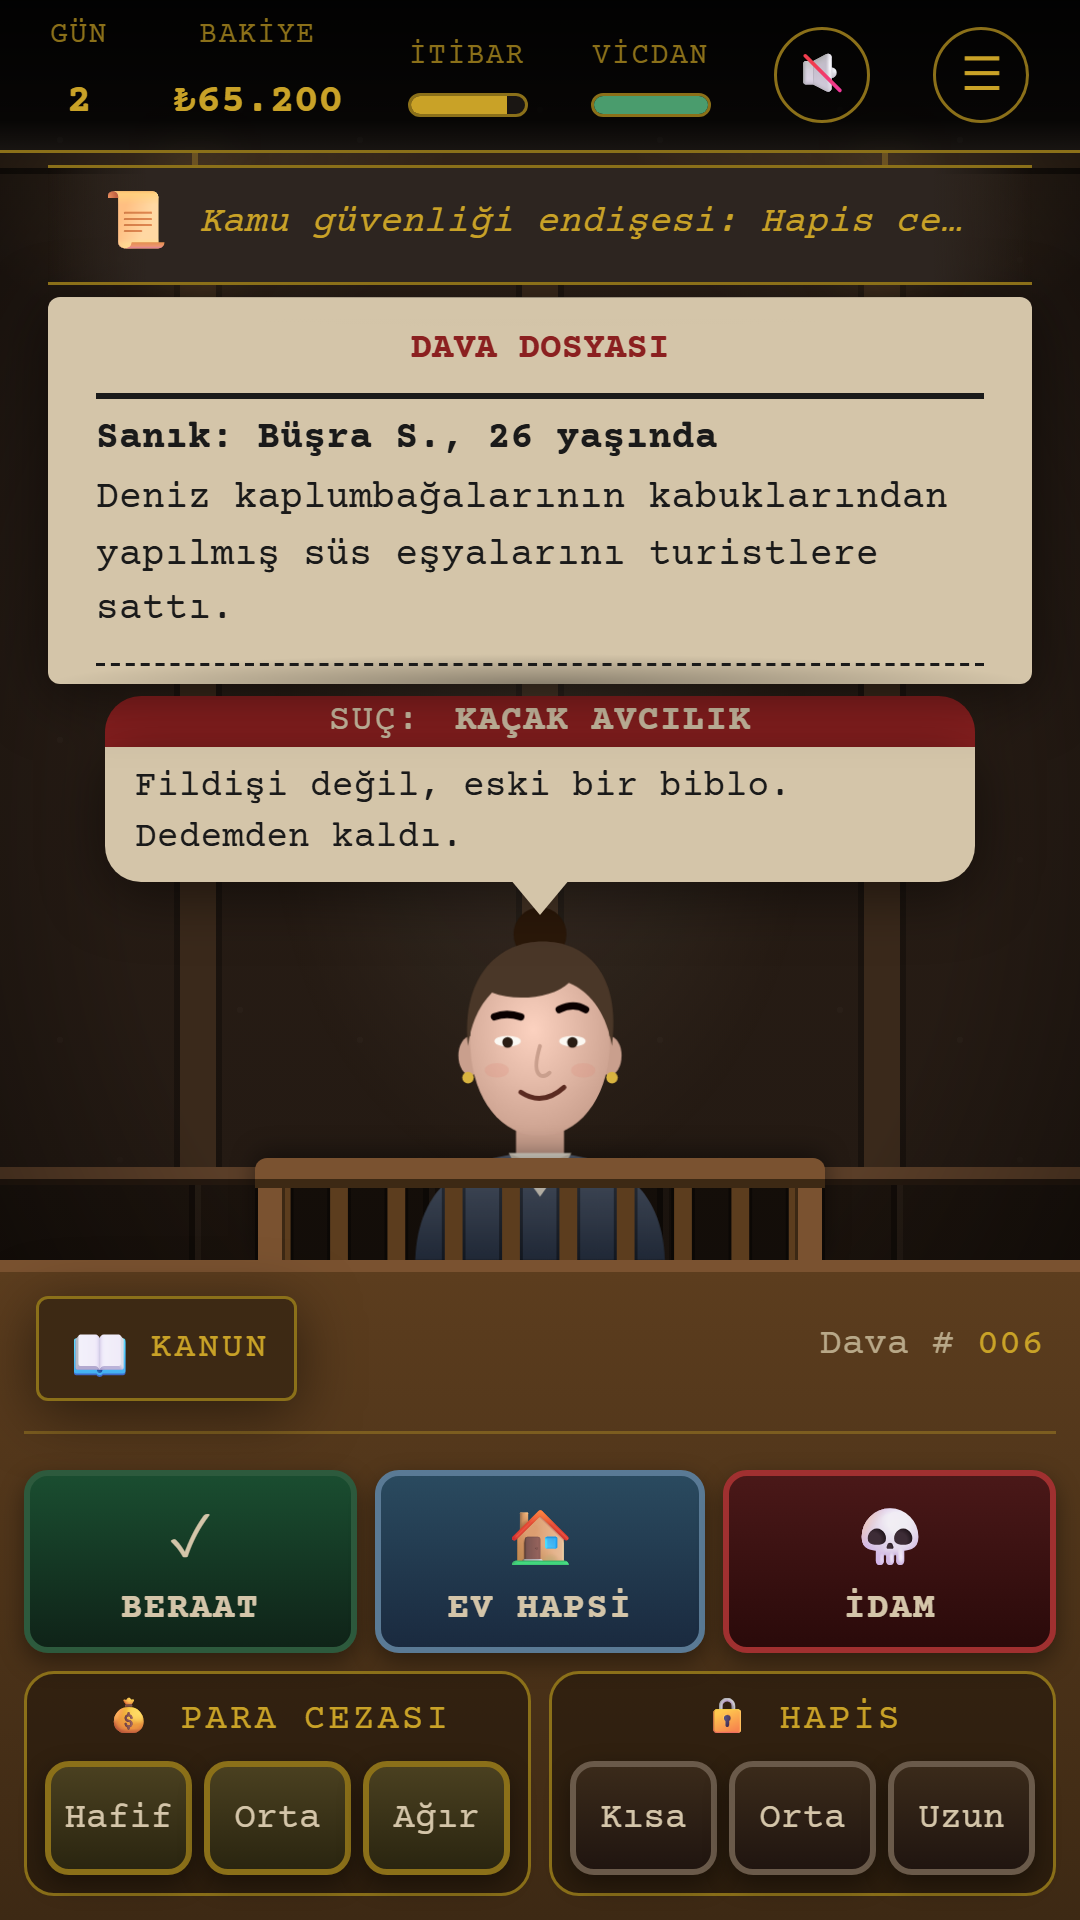 GÜN
2
BAKİYE
₺65.200
İTİBAR
VİCDAN
Kamu güvenliği endişesi: Hapis ce…
DAVA DOSYASI
Sanık: Büşra S., 26 yaşında
Deniz kaplumbağalarının kabuklarından
yapılmış süs eşyalarını turistlere
sattı.
SUÇ: KAÇAK AVCILIK
Fildişi değil, eski bir biblo.
Dedemden kaldı.
KANUN
Dava # 006
BERAAT
EV HAPSİ
İDAM
PARA CEZASI
Hafif
Orta
Ağır
HAPİS
Kısa
Orta
Uzun